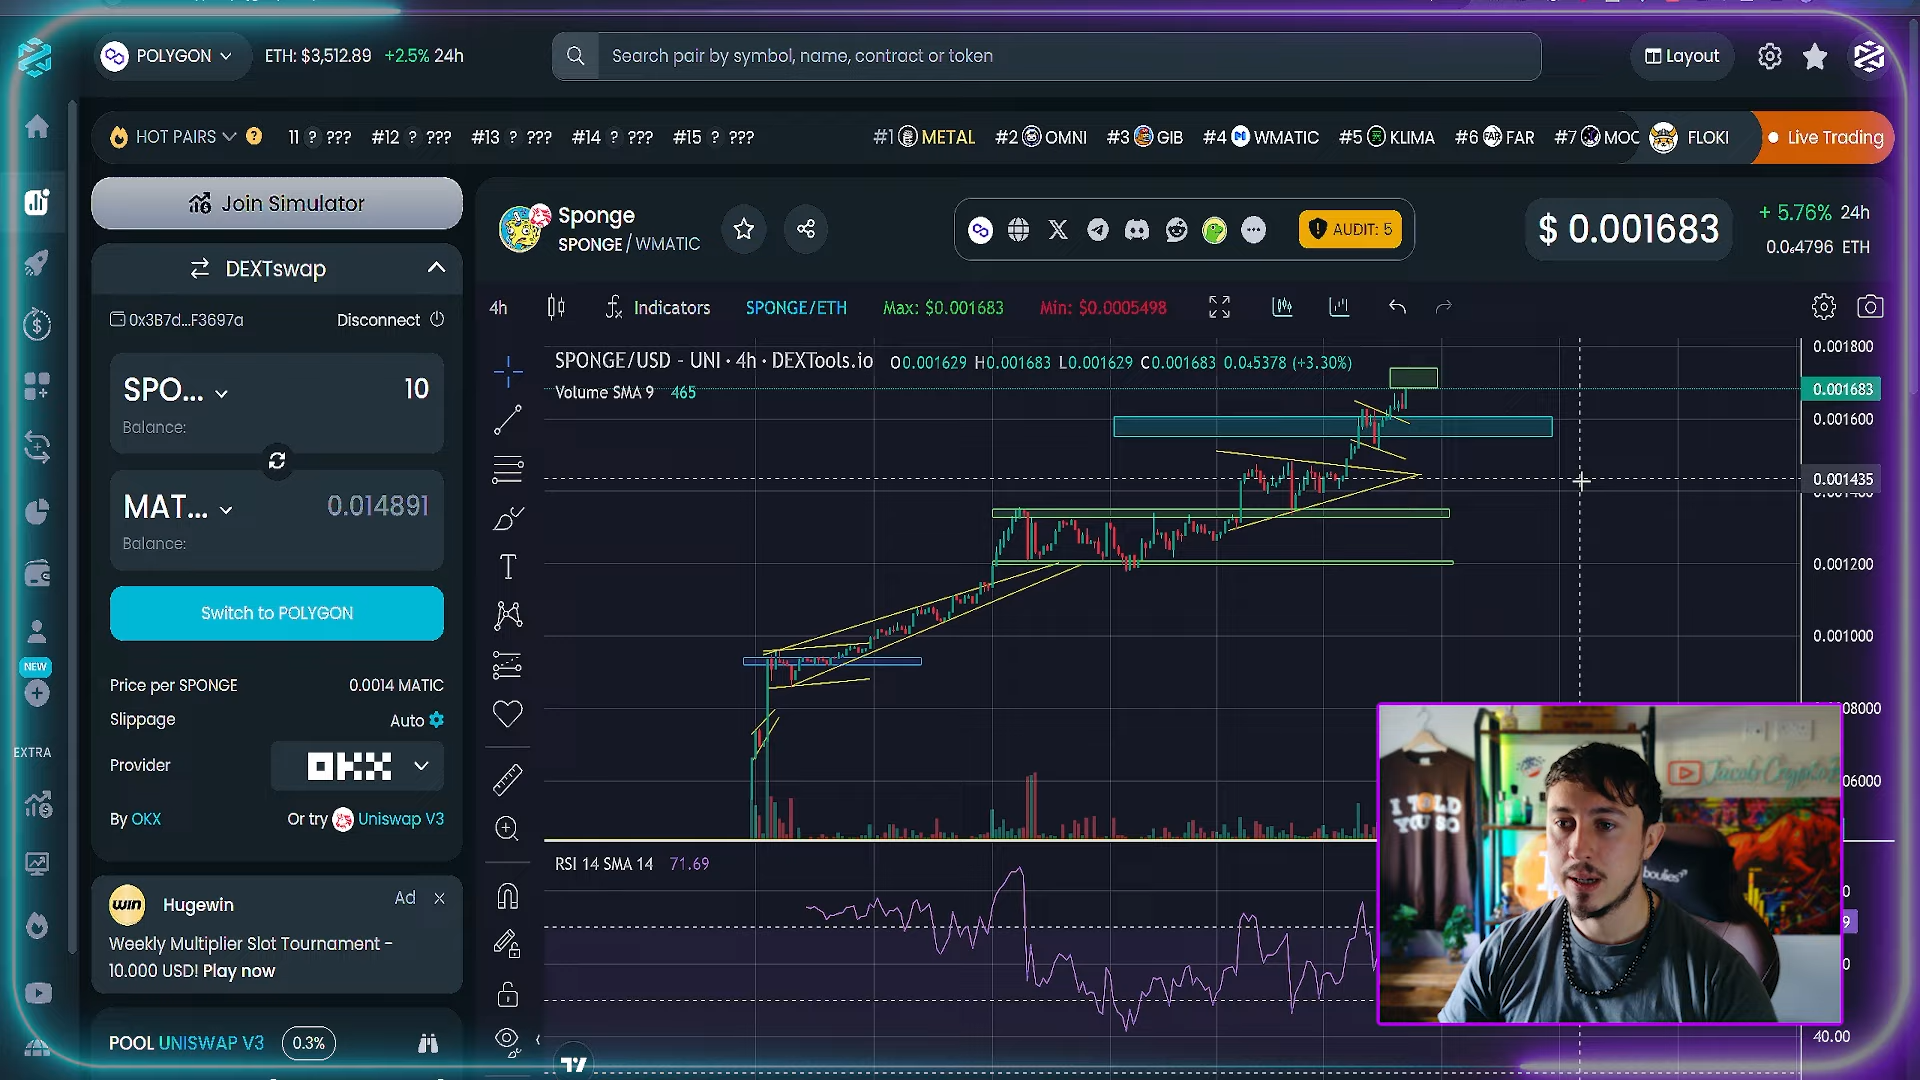 POLYGON
ETH: $3,512.89 +2.5% 24h
Search pair by symbol, name, contract or token
Layout
HOT PAIRS ? 11 ? ??? #12 ? ??? #13 ? ??? #14 ? ??? #15 ? ???
#1 METAL #2 OMNI #3 GIB #4 WMATIC #5 KLIMA #6 FAR #7 MOC
FLOKI
Live Trading
Join Simulator
Sponge
SPONGE / WMATIC
AUDIT: 5
$ 0.001683
+ 5.76% 24h
0.0₆4796 ETH
DEXTswap
0x3B7d...F3697a Disconnect
SPO... 10
Balance:
MAT... 0.014891
Balance:
Switch to POLYGON
Price per SPONGE 0.0014 MATIC
Slippage Auto
Provider OKX
By OKX Or try Uniswap V3
WIN Hugewin Ad
Weekly Multiplier Slot Tournament -
10.000 USD! Play now
POOL UNISWAP V3 0.3%
NEW
EXTRA
4h Indicators SPONGE/ETH Max: $0.001683 Min: $0.0005498
SPONGE/USD - UNI · 4h · DEXTools.io O0.001629 H0.001683 L0.001629 C0.001683 0.0₄5378 (+3.30%)
Volume SMA 9 465
0.001800
0.001683
0.001600
0.001435
0.001200
0.001000
08000
06000
RSI 14 SMA 14 71.69
40.00
I TOLD
YOU SO